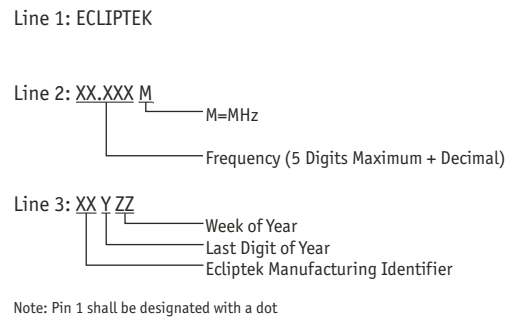 Line 1: ECLIPTEK
Line 2: XX.XXX M
M=MHz
Frequency (5 Digits Maximum + Decimal)
Line 3: XX Y ZZ
Week of Year
Last Digit of Year
Ecliptek Manufacturing Identifier
Note: Pin 1 shall be designated with a dot